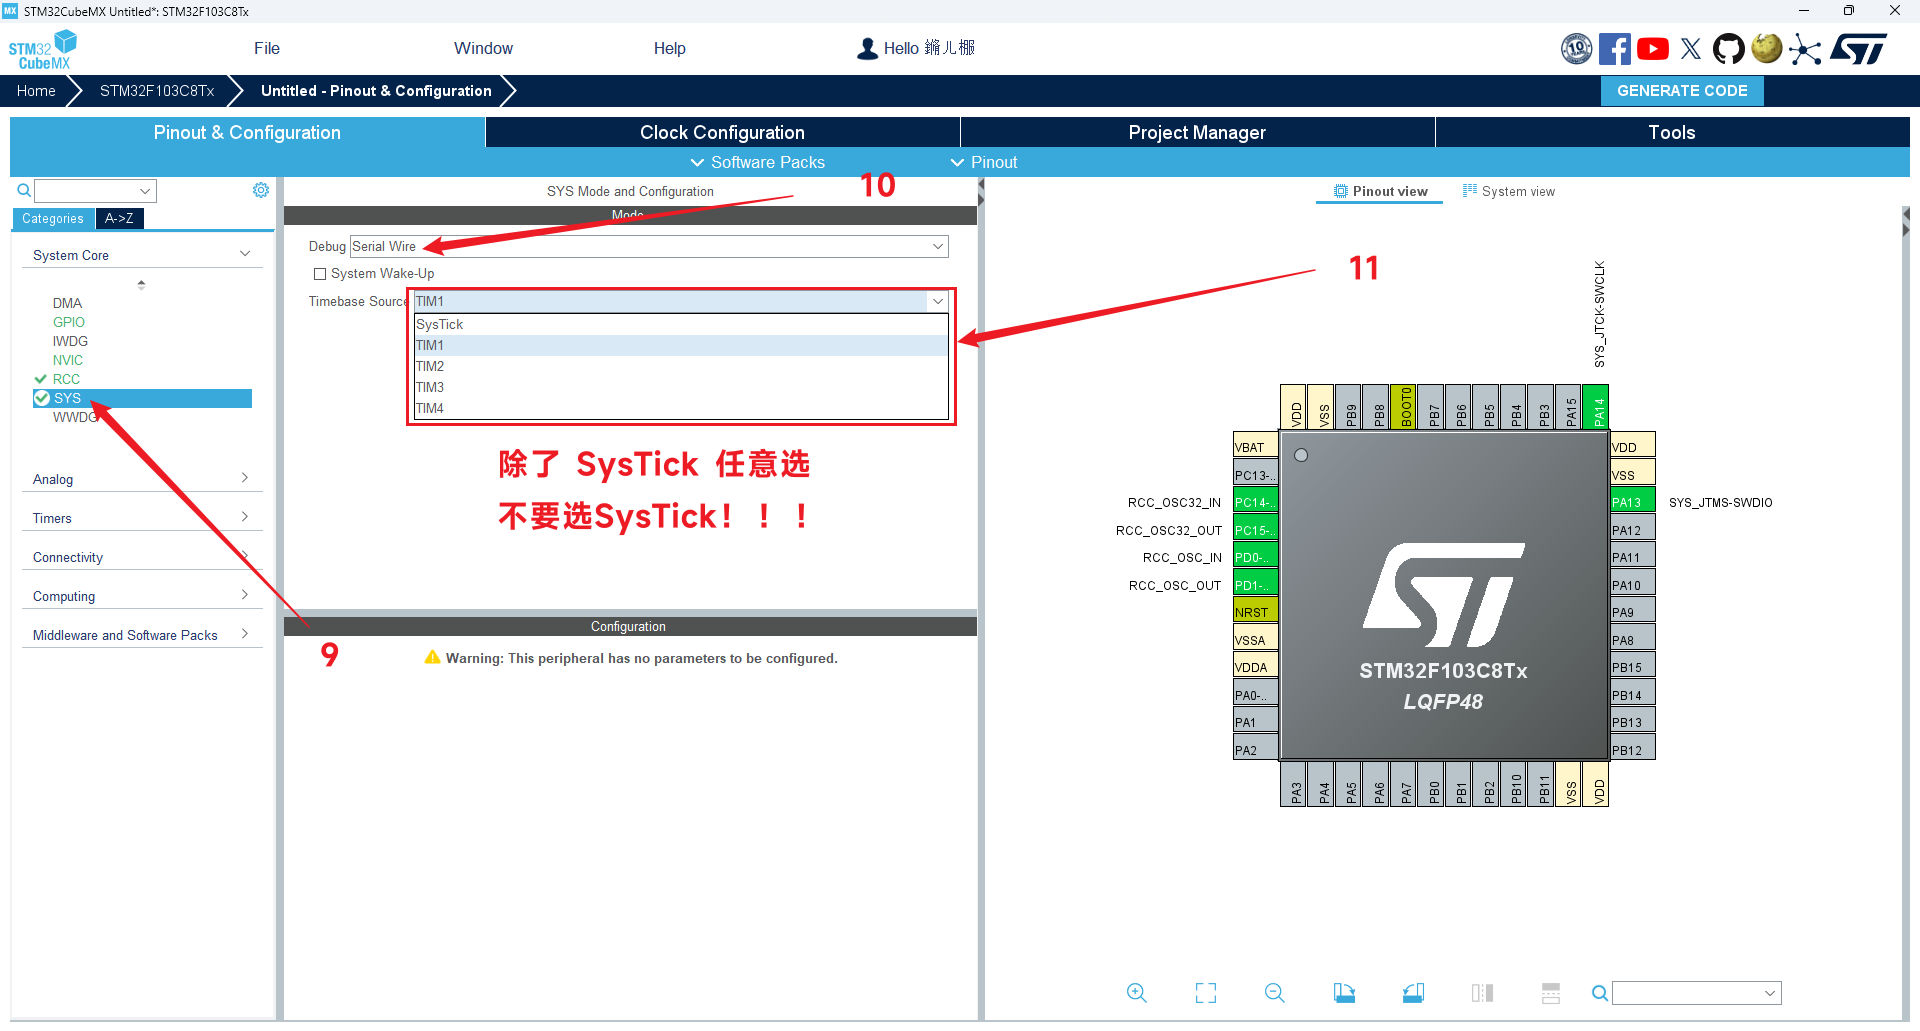 STM32CubeMX Untitled*: STM32F103C8Tx
STM32
CubeMX
File
Window
Help
Hello 鏅儿棚
Home
STM32F103C8Tx
Untitled - Pinout & Configuration
GENERATE CODE
Pinout & Configuration
Clock Configuration
Project Manager
Tools
Software Packs
Pinout
Categories
A->Z
System Core
DMA
GPIO
IWDG
NVIC
RCC
SYS
WWDG
Analog
Timers
Connectivity
Computing
Middleware and Software Packs
9
SYS Mode and Configuration
10
Mode
Debug Serial Wire
System Wake-Up
Timebase Source TIM1
SysTick
TIM1
TIM2
TIM3
TIM4
11
除了 SysTick 任意选
不要选SysTick！！！
Configuration
Warning: This peripheral has no parameters to be configured.
Pinout view
System view
SYS_JTCK-SWCLK
VDD
VSS
PB9
PB8
BOOT0
PB7
PB6
PB5
PB4
PB3
PA15
PA14
VBAT
PC13-..
RCC_OSC32_IN PC14-..
RCC_OSC32_OUT PC15-..
RCC_OSC_IN PD0-..
RCC_OSC_OUT PD1-..
NRST
VSSA
VDDA
PA0-..
PA1
PA2
STM32F103C8Tx
LQFP48
VDD
VSS
PA13 SYS_JTMS-SWDIO
PA12
PA11
PA10
PA9
PA8
PB15
PB14
PB13
PB12
PA3
PA4
PA5
PA6
PA7
PB0
PB1
PB2
PB10
PB11
VSS
VDD